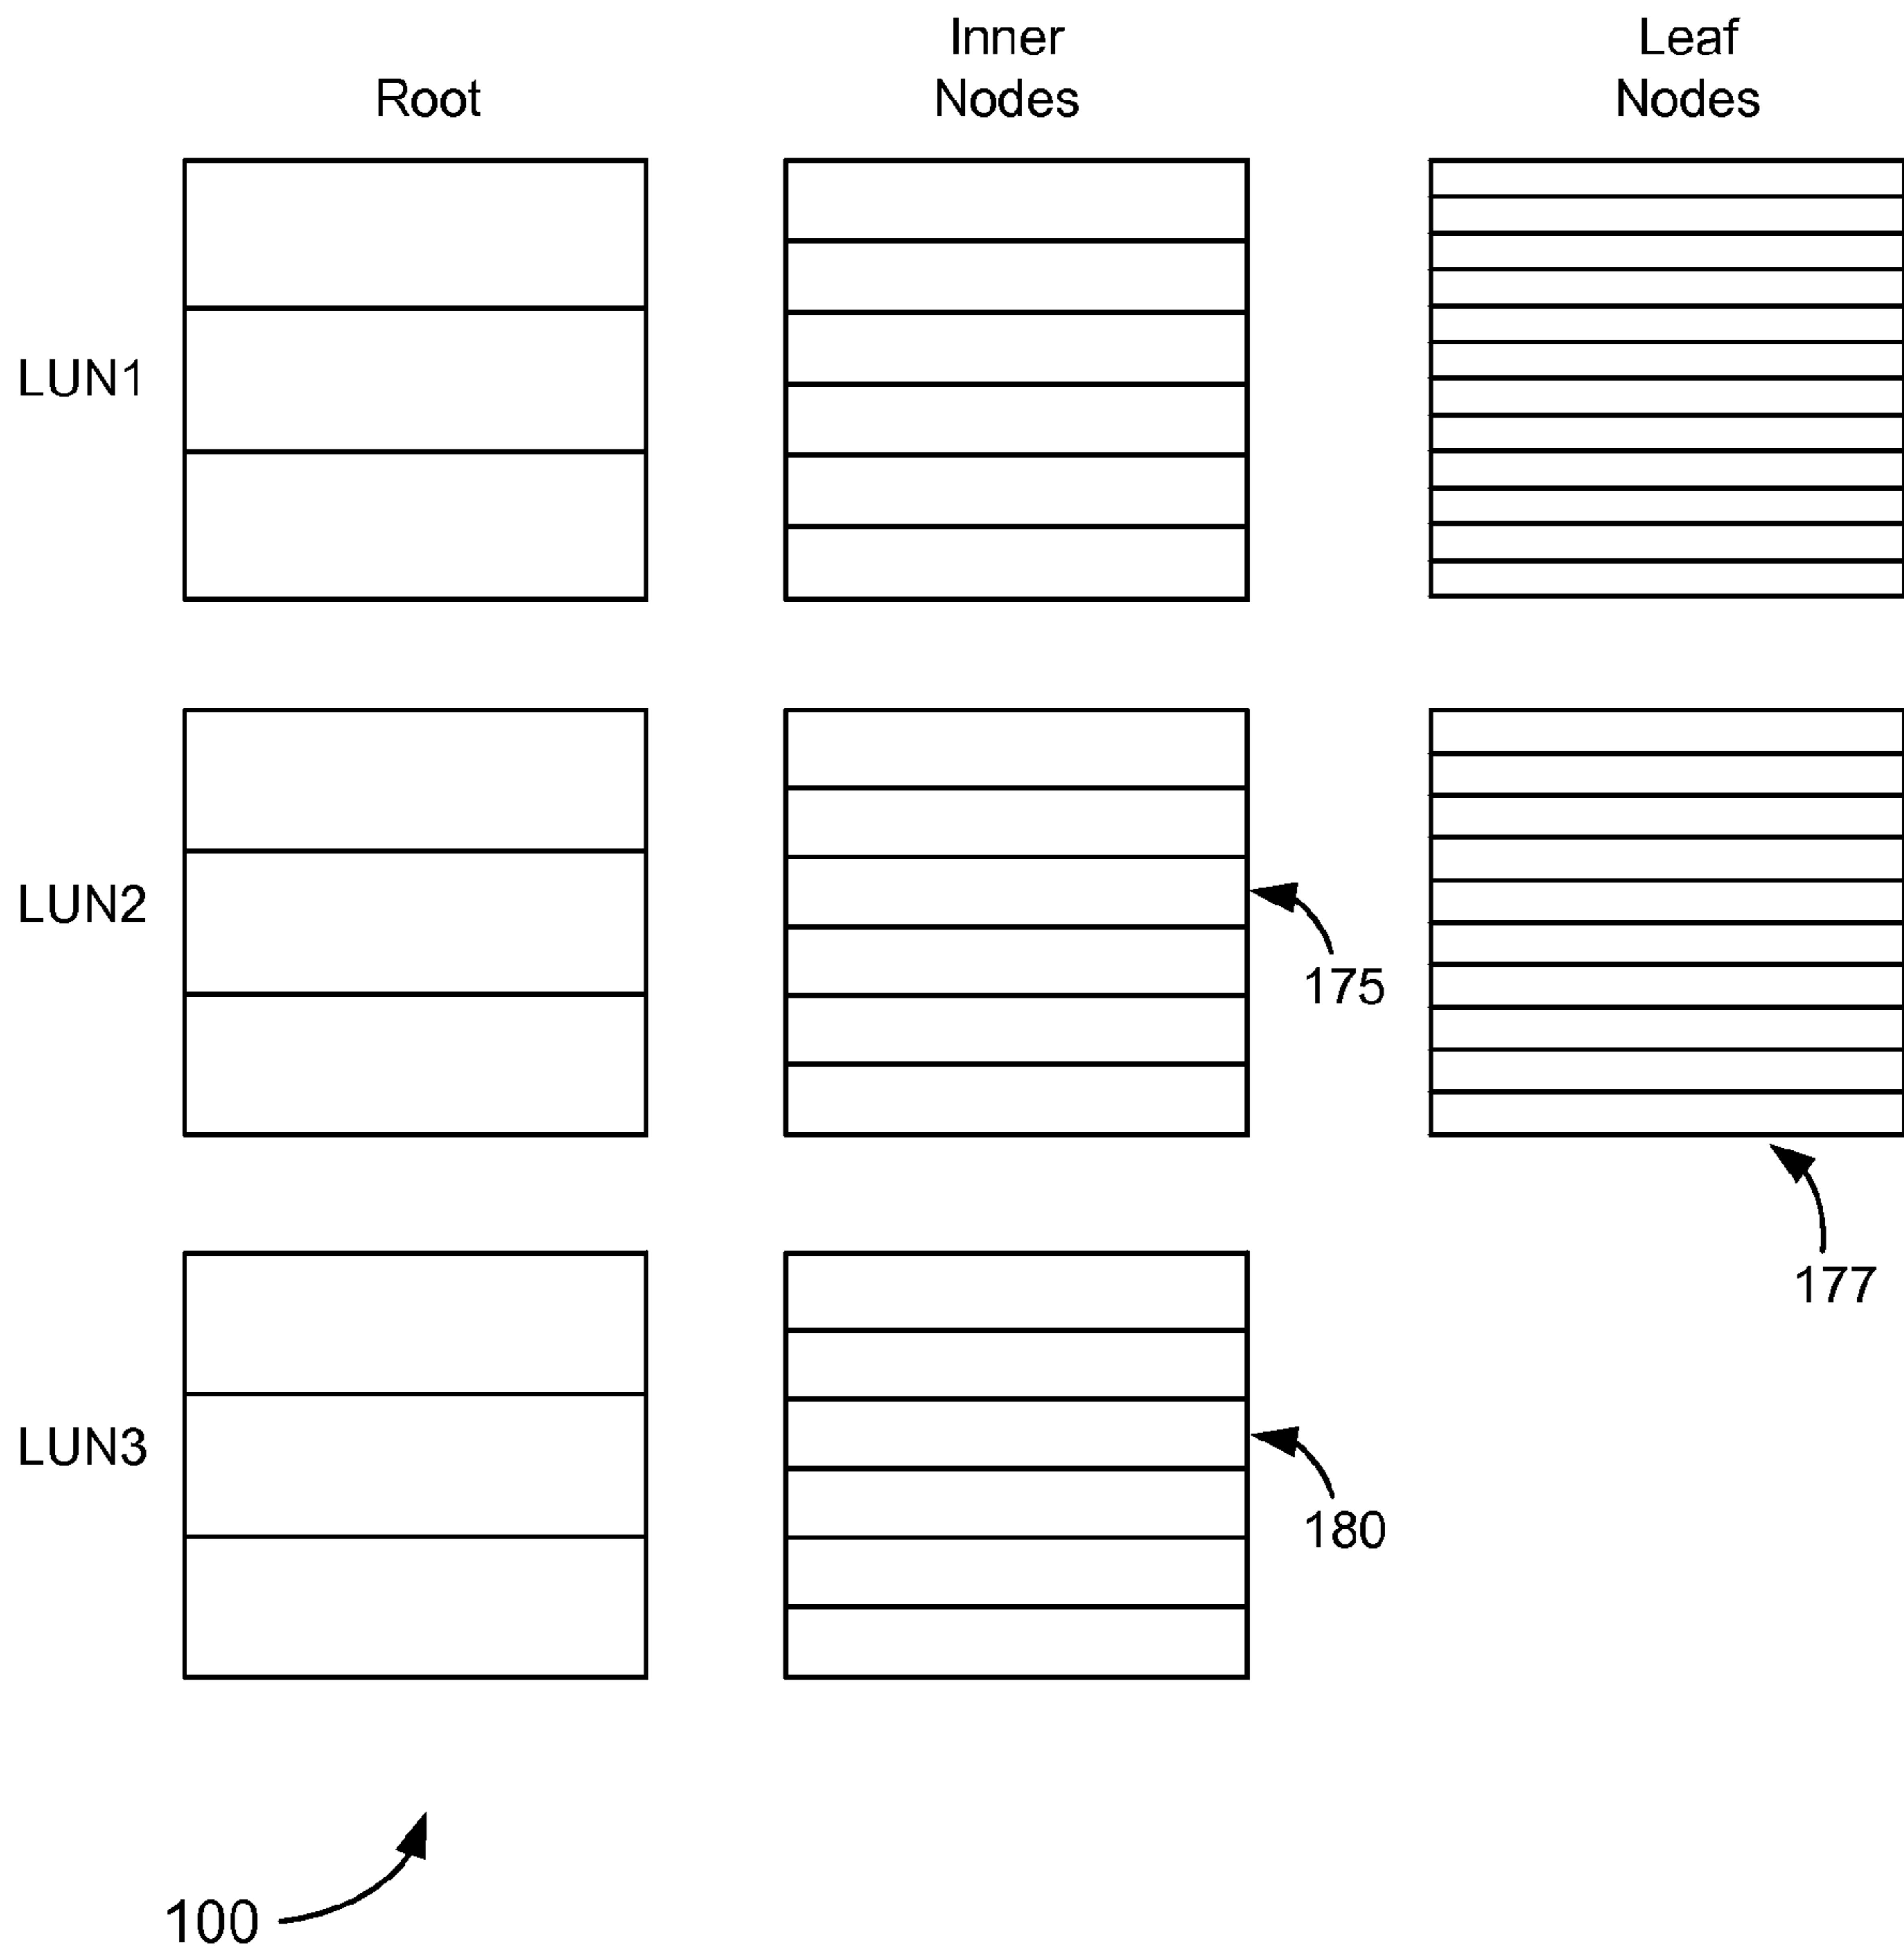 Root
Inner
Nodes
Leaf
Nodes
LUN1
LUN2
175
177
LUN3
180
100